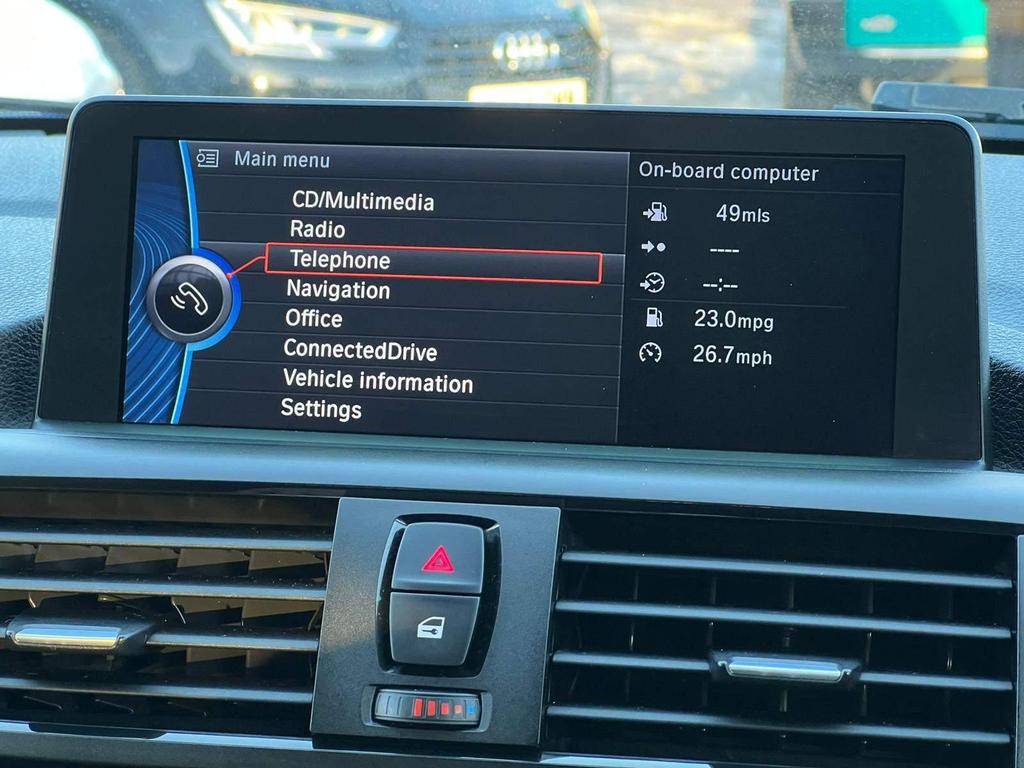 Main menu
CD/Multimedia
Radio
Telephone
Navigation
Office
ConnectedDrive
Vehicle information
Settings
On-board computer
49mls
----
--:--
23.0mpg
26.7mph